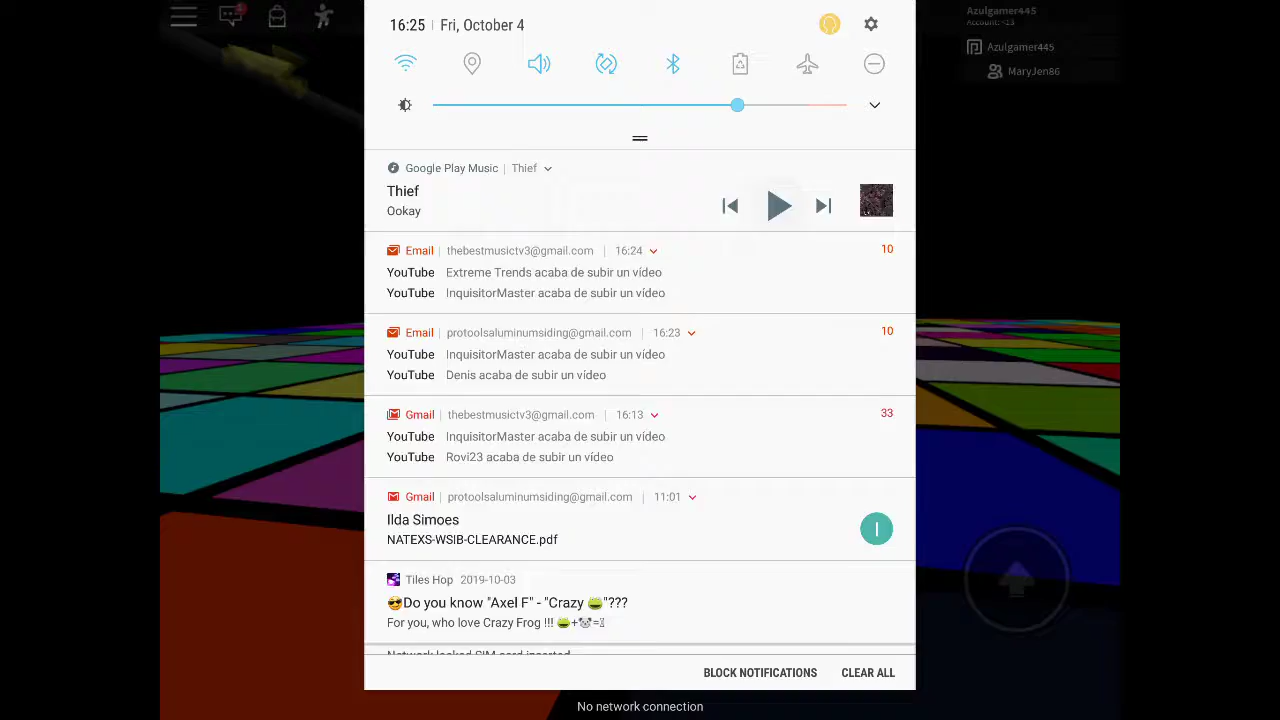 16:25 Fri, October 4
Azulgamer445
Account: <13
Azulgamer445
MaryJen86
Google Play Music | Thief
Thief
Ookay
Email | thebestmusictv3@gmail.com | 16:24 10
YouTube Extreme Trends acaba de subir un vídeo
YouTube InquisitorMaster acaba de subir un vídeo
Email | protoolsaluminumsiding@gmail.com | 16:23 10
YouTube InquisitorMaster acaba de subir un vídeo
YouTube Denis acaba de subir un vídeo
Gmail | thebestmusictv3@gmail.com | 16:13 33
YouTube InquisitorMaster acaba de subir un vídeo
YouTube Rovi23 acaba de subir un vídeo
Gmail | protoolsaluminumsiding@gmail.com | 11:01
Ilda Simoes
NATEXS-WSIB-CLEARANCE.pdf
I
Tiles Hop 2019-10-03
😎Do you know "Axel F" - "Crazy 🐸"???
For you, who love Crazy Frog !!! 🐸+🐼=
Network locked SIM card inserted
BLOCK NOTIFICATIONS CLEAR ALL
No network connection